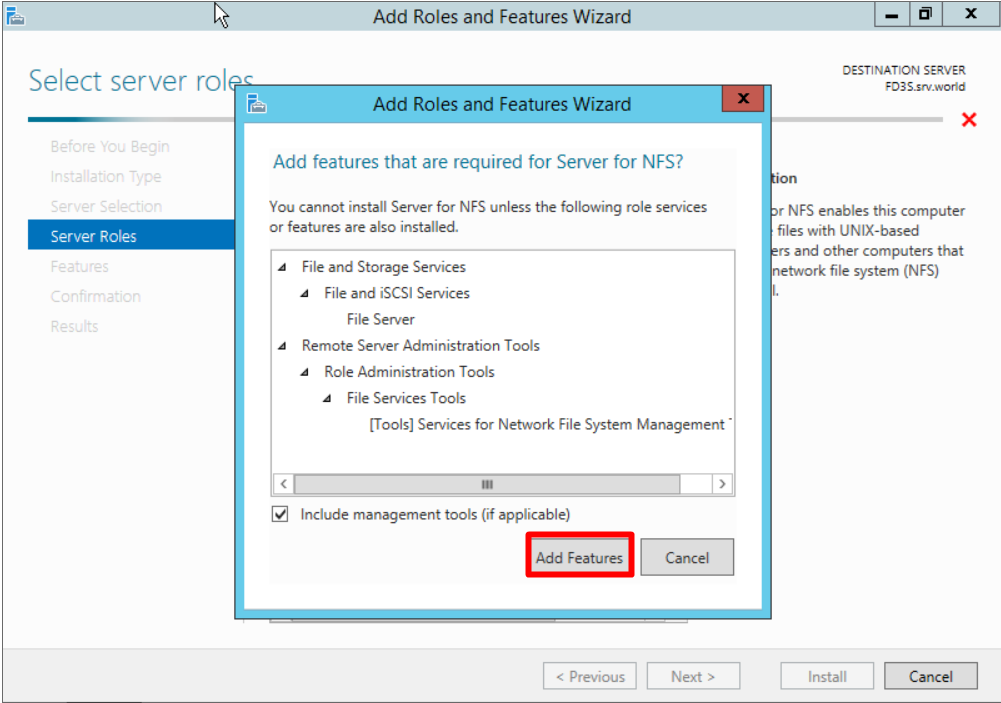 Add Roles and Features Wizard
Select server roles
DESTINATION SERVER
FD3S.srv.world
Before You Begin
Installation Type
Server Selection
Server Roles
Features
Confirmation
Results
Add Roles and Features Wizard
Add features that are required for Server for NFS?
You cannot install Server for NFS unless the following role services
or features are also installed.
File and Storage Services
File and iSCSI Services
File Server
Remote Server Administration Tools
Role Administration Tools
File Services Tools
[Tools] Services for Network File System Management
Include management tools (if applicable)
Add Features
Cancel
NFS enables this computer
files with UNIX-based
and other computers that
network file system (NFS)
< Previous
Next >
Install
Cancel